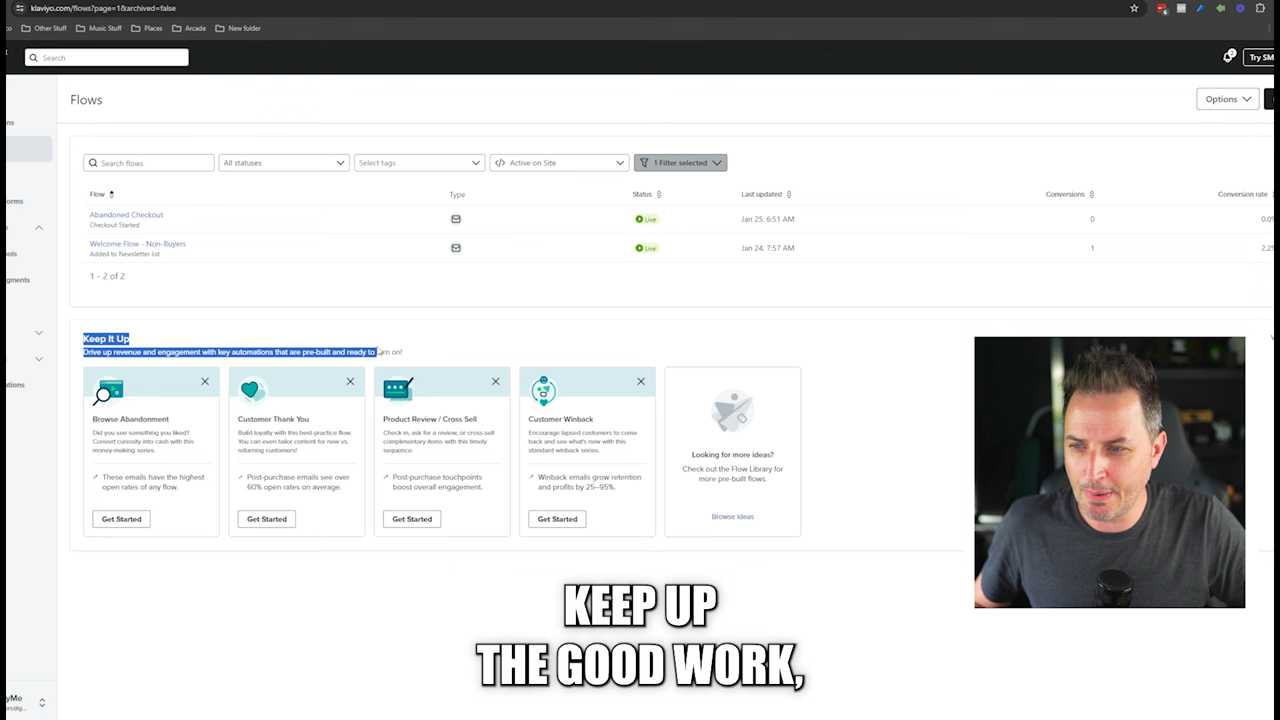 klaviyo.com/flows?page=1&archived=false
Other Stuff Music Stuff Places Arcade New folder
Search
Try SM
Flows
Options
Search flows All statuses Select tags Active on Site 1 Filter selected
Flow Type Status Last updated Conversions Conversion rate
Abandoned Checkout Live Jan 25, 6:51 AM 0 0.0%
Checkout Started
Welcome Flow - Non-Buyers Live Jan 24, 7:57 AM 1 2.2%
Added to Newsletter list
1 - 2 of 2
Keep It Up
Drive up revenue and engagement with key automations that are pre-built and ready to turn on!
Browse Abandonment
Did you see something you liked?
Convert curiosity into cash with this
money-making series.
These emails have the highest
open rates of any flow.
Get Started
Customer Thank You
Build loyalty with this best-practice flow.
You can even tailor content for new vs.
returning customers!
Post-purchase emails see over
60% open rates on average.
Get Started
Product Review / Cross Sell
Check in, ask for a review, or cross-sell
complimentary items with this timely
sequence.
Post-purchase touchpoints
boost overall engagement.
Get Started
Customer Winback
Encourage lapsed customers to come
back and see what's new with this
standard winback series.
Winback emails grow retention
and profits by 25-95%.
Get Started
Looking for more ideas?
Check out the Flow Library for
more pre-built flows.
Browse Ideas
KEEP UP
THE GOOD WORK,